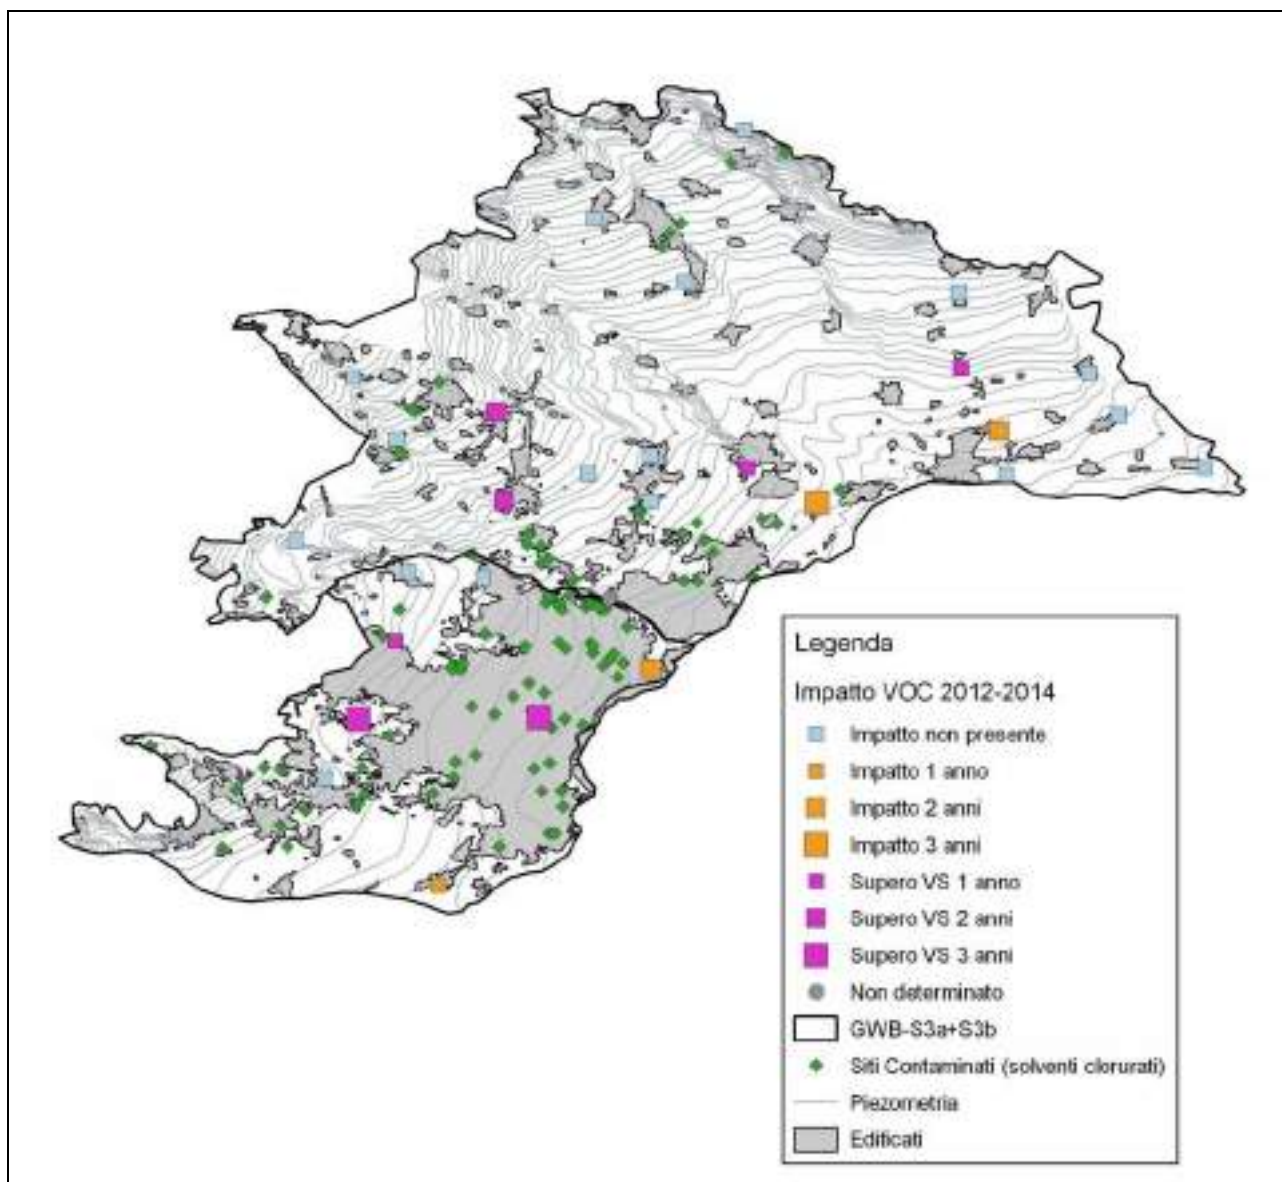 Legenda
Impatto VOC 2012-2014
Impatto non presente
Impatto 1 anno
Impatto 2 anni
Impatto 3 anni
Supero VS 1 anno
Supero VS 2 anni
Supero VS 3 anni
Non determinato
GWB-S3a+S3b
Siti Contaminati (solventi clorurati)
Piezometria
Edificati